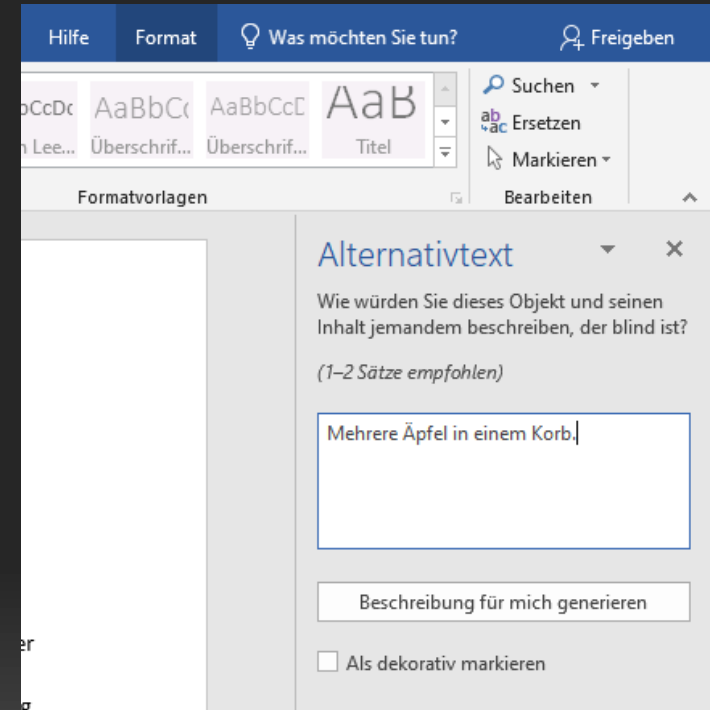 Hilfe Format Was möchten Sie tun? Freigeben
AaBbCc AaBbCcD AaB
Lee... Überschrif... Überschrif... Titel
Suchen
Ersetzen
Markieren
Formatvorlagen Bearbeiten
Alternativtext
Wie würden Sie dieses Objekt und seinen
Inhalt jemandem beschreiben, der blind ist?
(1–2 Sätze empfohlen)
Mehrere Äpfel in einem Korb.
Beschreibung für mich generieren
Als dekorativ markieren
er